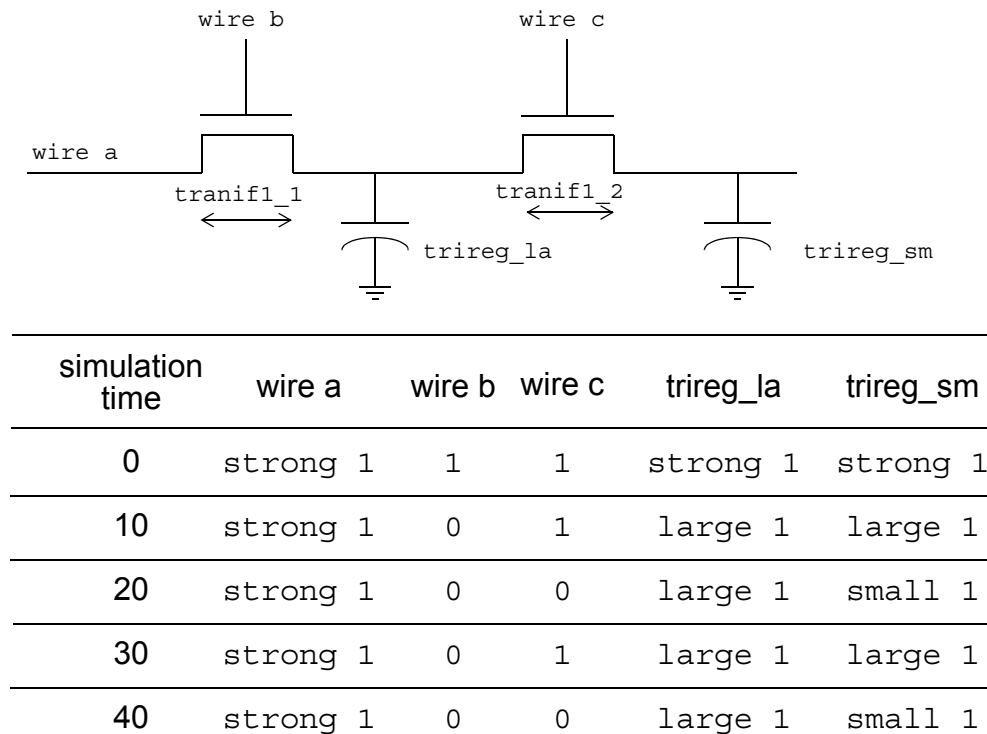 wire b wire c
wire a
tranif1_1 tranif1_2
trireg_la trireg_sm
simulation time wire a wire b wire c trireg_la trireg_sm
0 strong 1 1 1 strong 1 strong 1
10 strong 1 0 1 large 1 large 1
20 strong 1 0 0 large 1 small 1
30 strong 1 0 1 large 1 large 1
40 strong 1 0 0 large 1 small 1